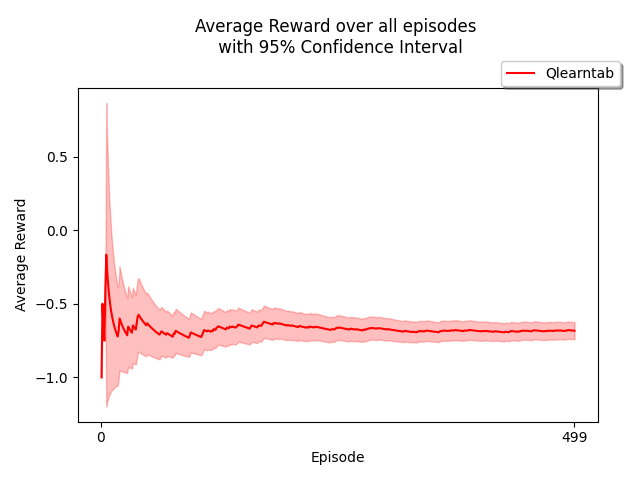 Average Reward over all episodes
with 95% Confidence Interval
Qlearntab
0.5
0.0
−0.5
−1.0
Average Reward
0
499
Episode